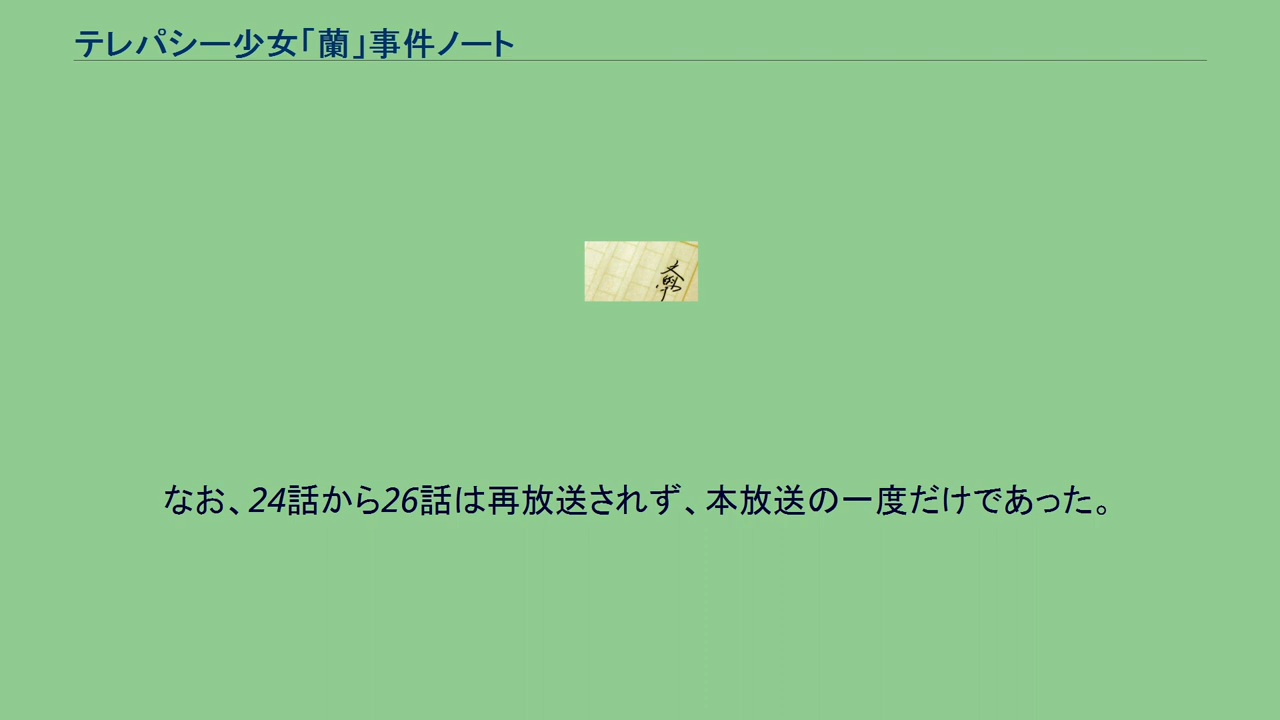 テレパシー少女「蘭」事件ノート
なお、24話から26話は再放送されず、本放送の一度だけであった。